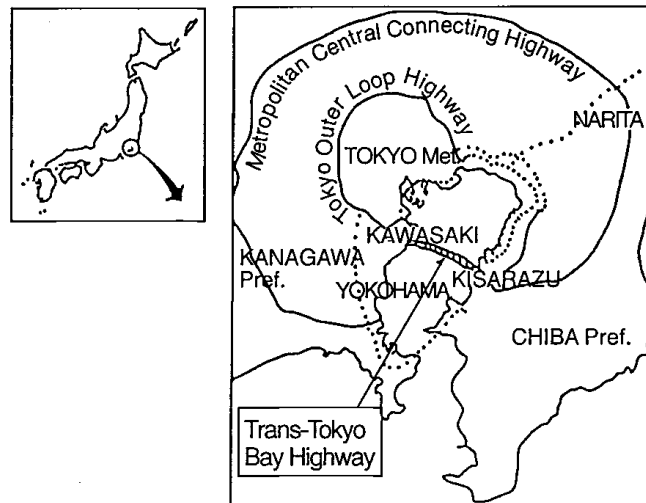 Metropolitan Central Connecting Highway
Tokyo Outer Loop Highway
NARITA
TOKYO Met.
KAWASAKI
KANAGAWA
Pref.
YOKOHAMA
KISARAZU
CHIBA Pref.
Trans-Tokyo
Bay Highway